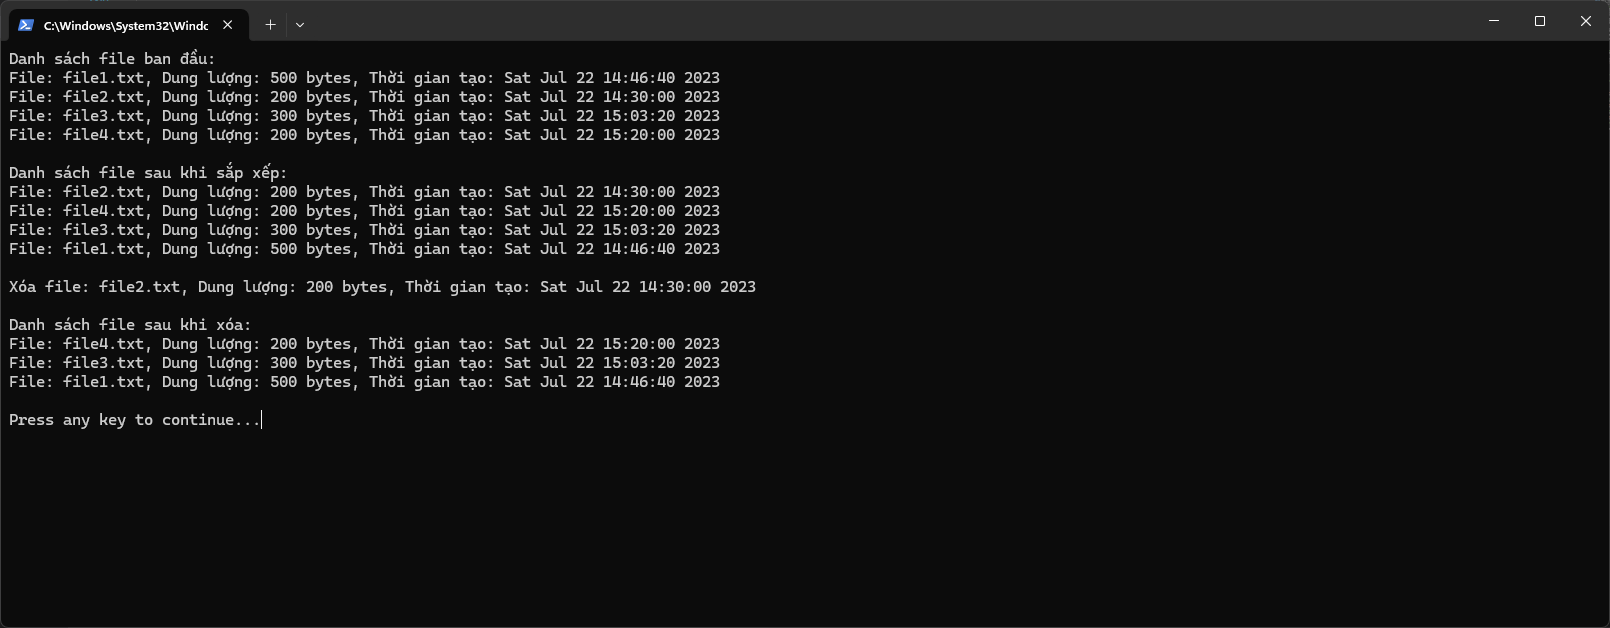 C:\Windows\System32\Windc
Danh sách file ban đầu:
File: file1.txt, Dung lượng: 500 bytes, Thời gian tạo: Sat Jul 22 14:46:40 2023
File: file2.txt, Dung lượng: 200 bytes, Thời gian tạo: Sat Jul 22 14:30:00 2023
File: file3.txt, Dung lượng: 300 bytes, Thời gian tạo: Sat Jul 22 15:03:20 2023
File: file4.txt, Dung lượng: 200 bytes, Thời gian tạo: Sat Jul 22 15:20:00 2023
Danh sách file sau khi sắp xếp:
File: file2.txt, Dung lượng: 200 bytes, Thời gian tạo: Sat Jul 22 14:30:00 2023
File: file4.txt, Dung lượng: 200 bytes, Thời gian tạo: Sat Jul 22 15:20:00 2023
File: file3.txt, Dung lượng: 300 bytes, Thời gian tạo: Sat Jul 22 15:03:20 2023
File: file1.txt, Dung lượng: 500 bytes, Thời gian tạo: Sat Jul 22 14:46:40 2023
Xóa file: file2.txt, Dung lượng: 200 bytes, Thời gian tạo: Sat Jul 22 14:30:00 2023
Danh sách file sau khi xóa:
File: file4.txt, Dung lượng: 200 bytes, Thời gian tạo: Sat Jul 22 15:20:00 2023
File: file3.txt, Dung lượng: 300 bytes, Thời gian tạo: Sat Jul 22 15:03:20 2023
File: file1.txt, Dung lượng: 500 bytes, Thời gian tạo: Sat Jul 22 14:46:40 2023
Press any key to continue...